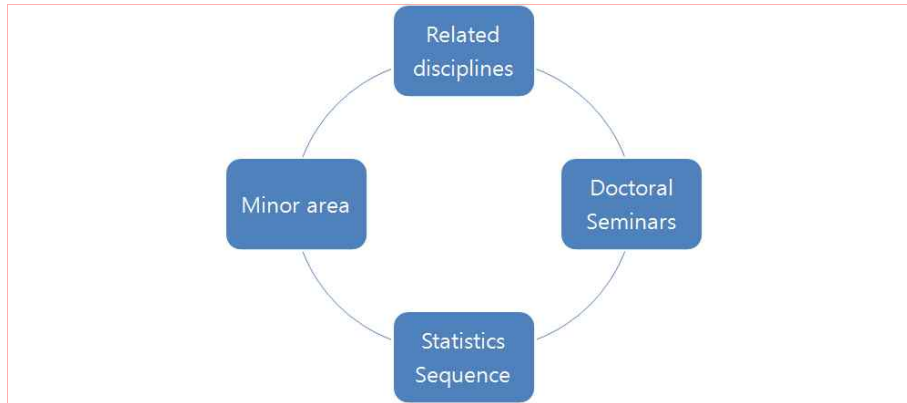 Related
disciplines
Minor area
Doctoral
Seminars
Statistics
Sequence